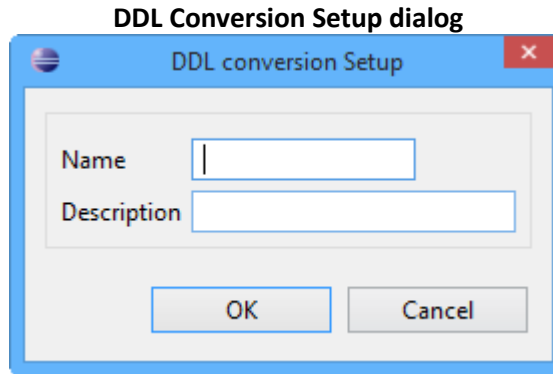 DDL Conversion Setup dialog
DDL conversion Setup
Name
Description
OK Cancel